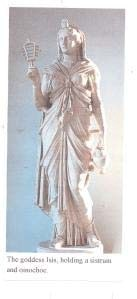 The goddess Isis, holding a sistrum
and oinochoe.